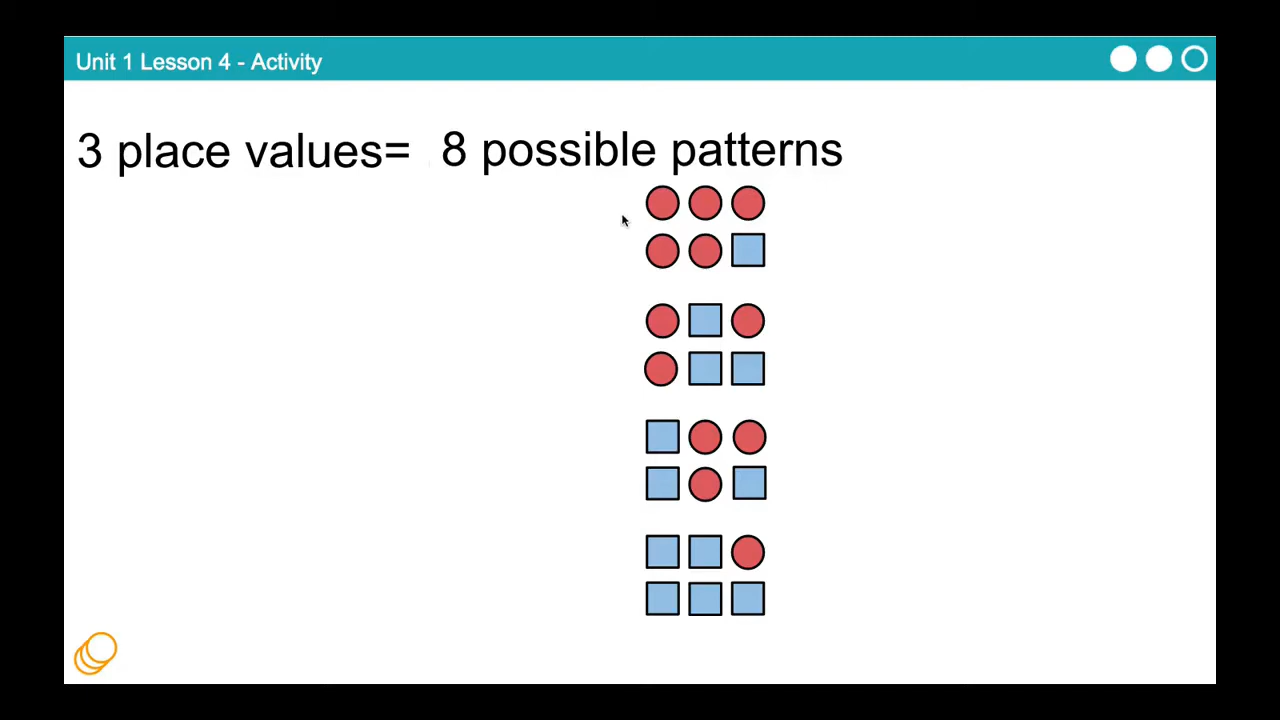 Unit 1 Lesson 4 - Activity
3 place values= 8 possible patterns